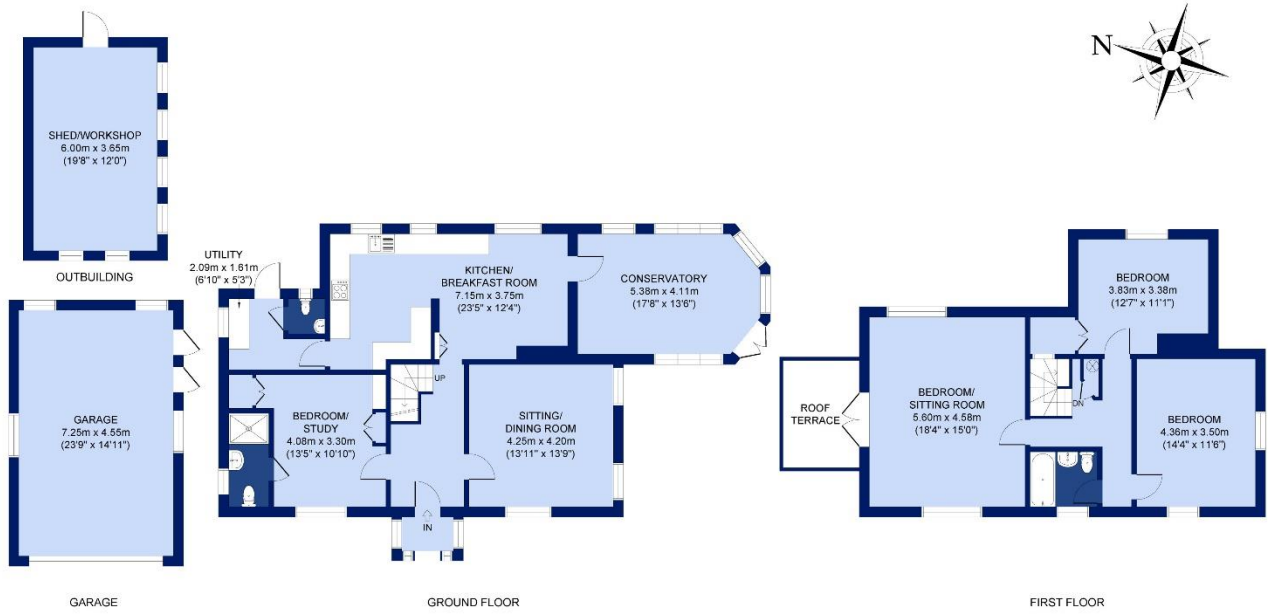 N
SHED/WORKSHOP
6.00m x 3.65m
(19'8" x 12'0")
OUTBUILDING
UTILITY
2.09m x 1.61m
(6'10" x 5'3")
KITCHEN/
BREAKFAST ROOM
7.15m x 3.75m
(23'5" x 12'4")
CONSERVATORY
5.38m x 4.11m
(17'8" x 13'6")
BEDROOM
3.83m x 3.38m
(12'7" x 11'1")
GARAGE
7.25m x 4.55m
(23'9" x 14'11")
UP
BEDROOM/
STUDY
4.08m x 3.30m
(13'5" x 10'10")
SITTING/
DINING ROOM
4.25m x 4.20m
(13'11" x 13'9")
IN
ROOF
TERRACE
BEDROOM/
SITTING ROOM
5.60m x 4.58m
(18'4" x 15'0")
DN
BEDROOM
4.36m x 3.50m
(14'4" x 11'6")
GARAGE
GROUND FLOOR
FIRST FLOOR